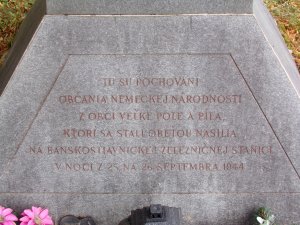 TU SÚ POCHOVANÍ
OBČANIA NEMECKEJ NÁRODNOSTI
Z OBCÍ VEĽKÉ POLE A PÍLA,
KTORÍ SA STALI OBEŤOU NÁSILIA
NA BANSKOŠTIAVNICKEJ ŽELEZNIČNEJ STANICI
V NOCI Z 25. NA 26. SEPTEMBRA 1944